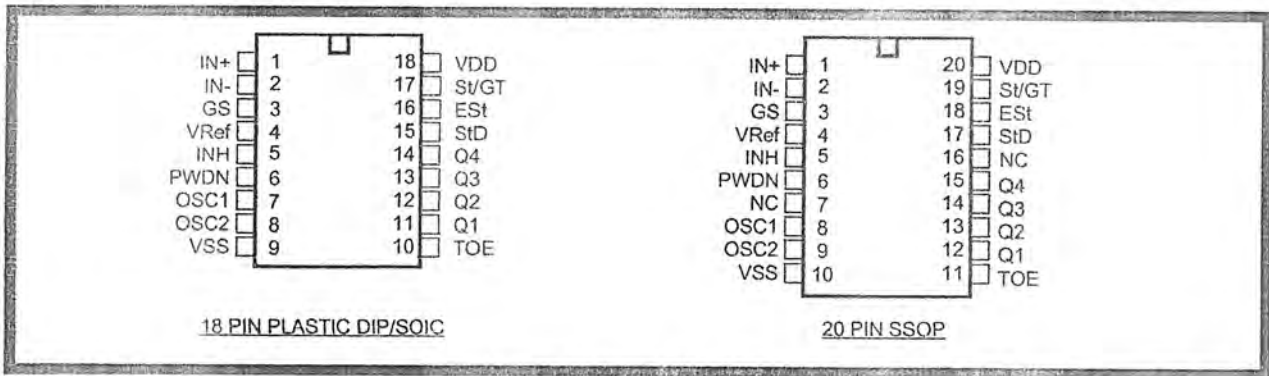 IN+ 1 18 VDD
IN- 2 17 St/GT
GS 3 16 ESt
VRef 4 15 StD
INH 5 14 Q4
PWDN 6 13 Q3
OSC1 7 12 Q2
OSC2 8 11 Q1
VSS 9 10 TOE
18 PIN PLASTIC DIP/SOIC
IN+ 1 20 VDD
IN- 2 19 St/GT
GS 3 18 ESt
VRef 4 17 StD
INH 5 16 NC
PWDN 6 15 Q4
NC 7 14 Q3
OSC1 8 13 Q2
OSC2 9 12 Q1
VSS 10 11 TOE
20 PIN SSOP